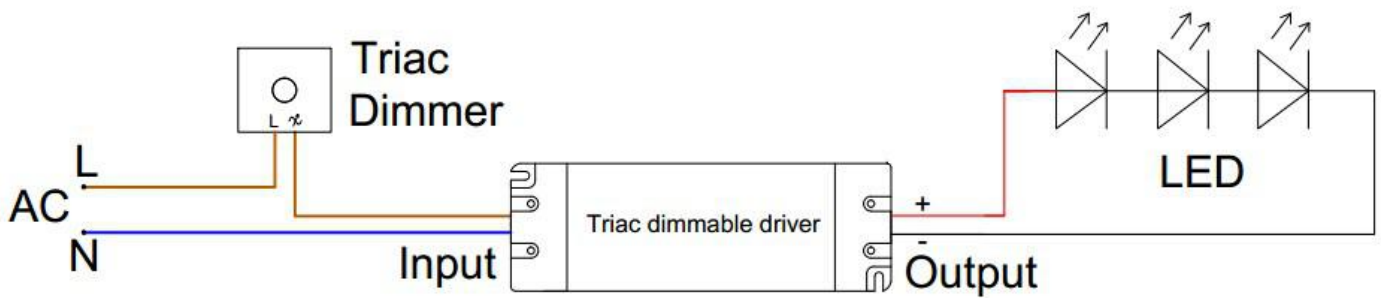 Triac
Dimmer
L
L
AC
N
Input
Triac dimmable driver
+
-
Output
LED